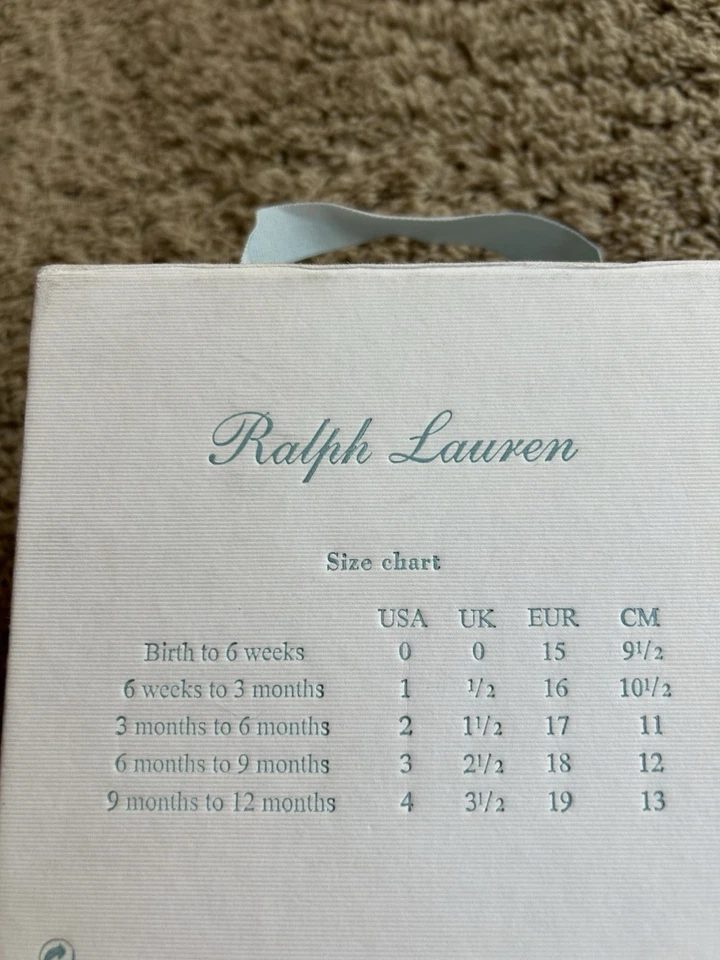 Ralph Lauren
Size chart
USA UK EUR CM
Birth to 6 weeks 0 0 15 9½
6 weeks to 3 months 1 ½ 16 10½
3 months to 6 months 2 1½ 17 11
6 months to 9 months 3 2½ 18 12
9 months to 12 months 4 3½ 19 13